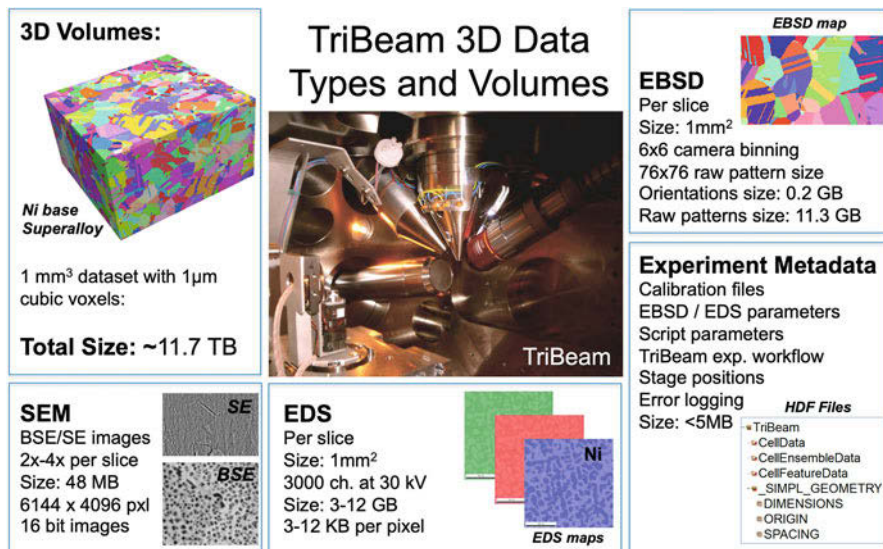 TriBeam 3D Data
Types and Volumes
3D Volumes:
Ni base
Superalloy
1 mm³ dataset with 1µm
cubic voxels:
Total Size: ~11.7 TB
TriBeam
EBSD map
EBSD
Per slice
Size: 1mm²
6x6 camera binning
76x76 raw pattern size
Orientations size: 0.2 GB
Raw patterns size: 11.3 GB
SEM
BSE/SE images
2x-4x per slice
Size: 48 MB
6144 x 4096 pxl
16 bit images
SE
BSE
EDS
Per slice
Size: 1mm²
3000 ch. at 30 kV
Size: 3-12 GB
3-12 KB per pixel
Ni
EDS maps
Experiment Metadata
Calibration files
EBSD / EDS parameters
Script parameters
TriBeam exp. workflow
Stage positions
Error logging
Size: <5MB
HDF Files
TriBeam
CellData
CellEnsembleData
CellFeatureData
_SIMPL_GEOMETRY
DIMENSIONS
ORIGIN
SPACING